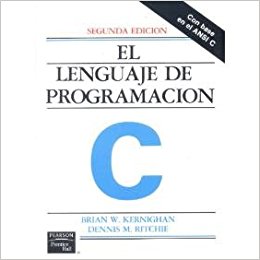 SEGUNDA EDICION
Con base
en el ANSI C
EL
LENGUAJE DE
PROGRAMACION
C
BRIAN W. KERNIGHAN
DENNIS M. RITCHIE
PEARSON
Prentice
Hall